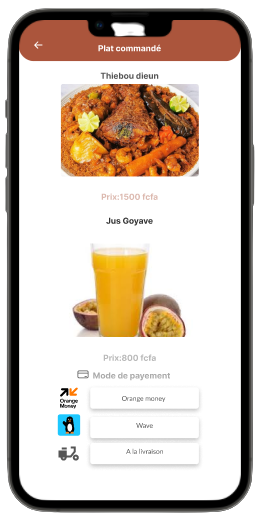 Plat commandé
Thiebou dieun
Prix:1500 fcfa
Jus Goyave
Prix:800 fcfa
Mode de payement
Orange
Money
Orange money
Wave
A la livraison